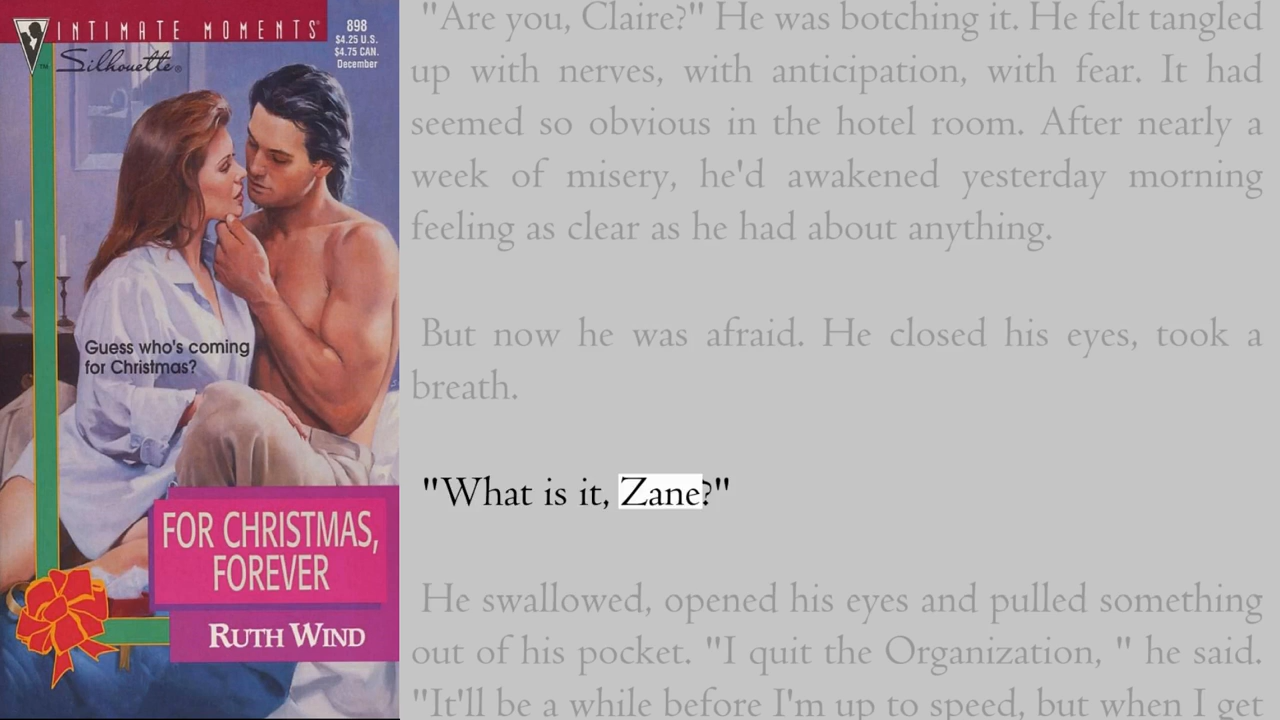 INTIMATE MOMENTS®
Silhouette®
TM
898
$4.25 U.S.
$4.75 CAN.
December
Guess who's coming
for Christmas?
FOR CHRISTMAS,
FOREVER
RUTH WIND
"Are you, Claire?" He was botching it. He felt tangled
up with nerves, with anticipation, with fear. It had
seemed so obvious in the hotel room. After nearly a
week of misery, he'd awakened yesterday morning
feeling as clear as he had about anything.
But now he was afraid. He closed his eyes, took a
breath.
"What is it, Zane?"
He swallowed, opened his eyes and pulled something
out of his pocket. "I quit the Organization, " he said.
"It'll be a while before I'm up to speed, but when I get